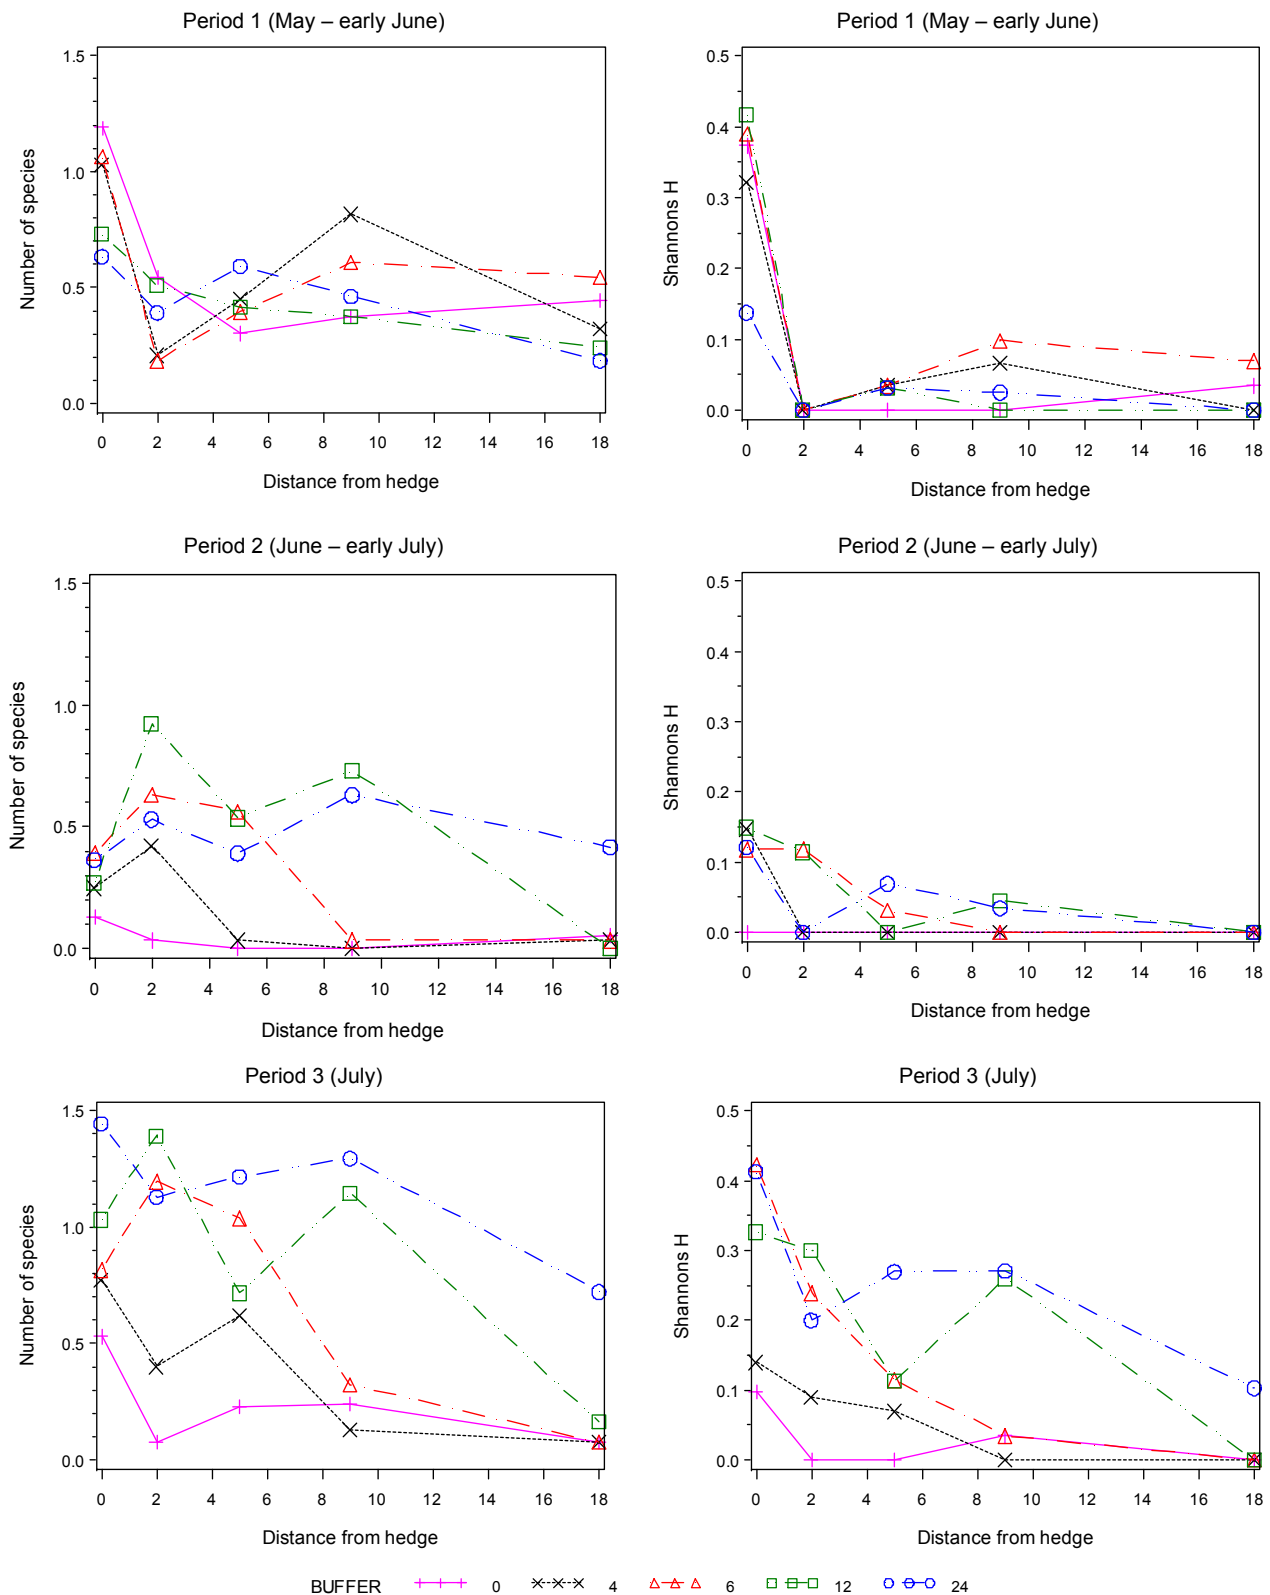 Period 1 (May – early June)
1.5
1.0
0.5
0.0
Number of species
0 2 4 6 8 10 12 14 16 18
Distance from hedge
Period 1 (May – early June)
0.5
0.4
0.3
0.2
0.1
0.0
Shannons H
0 2 4 6 8 10 12 14 16 18
Distance from hedge
Period 2 (June – early July)
1.5
1.0
0.5
0.0
Number of species
0 2 4 6 8 10 12 14 16 18
Distance from hedge
Period 2 (June – early July)
0.5
0.4
0.3
0.2
0.1
0.0
Shannons H
0 2 4 6 8 10 12 14 16 18
Distance from hedge
Period 3 (July)
1.5
1.0
0.5
0.0
Number of species
0 2 4 6 8 10 12 14 16 18
Distance from hedge
Period 3 (July)
0.5
0.4
0.3
0.2
0.1
0.0
Shannons H
0 2 4 6 8 10 12 14 16 18
Distance from hedge
BUFFER 0 4 6 12 24